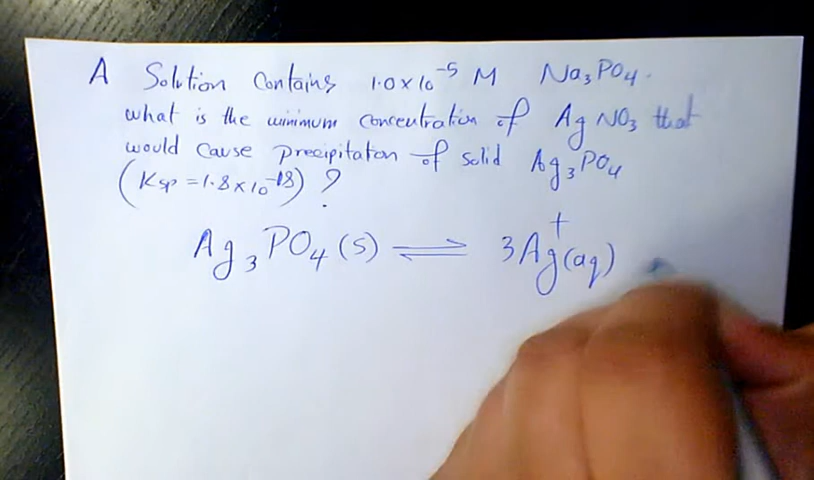 A Solution Contains 1.0×10⁻⁵ M Na₃PO₄.
what is the minimum concentration of AgNO₃ that
would cause precipitation of solid Ag₃PO₄
(Ksp = 1.8×10⁻¹⁸) ?
Ag₃PO₄(s) ⇌ 3Ag⁺(aq)